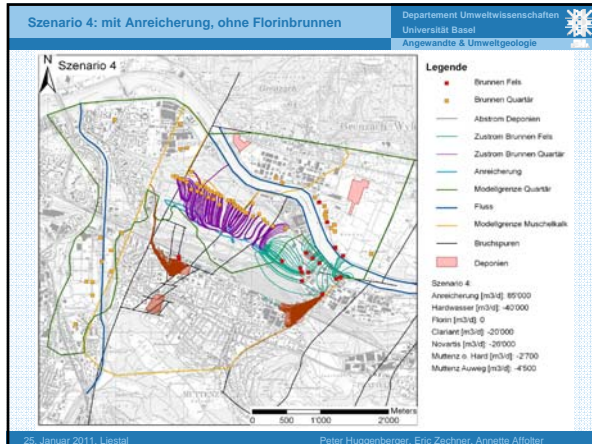 Szenario 4: mit Anreicherung, ohne Florinbrunnen
Departement Umweltwissenschaften
Universität Basel
Angewandte & Umweltgeologie
N
Szenario 4
Legende
Brunnen Fels
Brunnen Quartär
Abstrom Deponien
Zustrom Brunnen Fels
Zustrom Brunnen Quartär
Anreicherung
Modellgrenze Quartär
Fluss
Modellgrenze Muschelkalk
Bruchspuren
Deponien
Szenario 4:
Anreicherung [m3/d]: 85'000
Hardwasser [m3/d]: -40'000
Florin [m3/d]: 0
Clariant [m3/d]: -20'000
Novartis [m3/d]: -26'000
Muttenz o. Hard [m3/d]: -2'700
Muttenz Auweg [m3/d]: -4'500
MUTTENZ
Meters
0 500 1'000 2'000
25. Januar 2011, Liestal
Peter Huggenberger, Eric Zechner, Annette Affolter